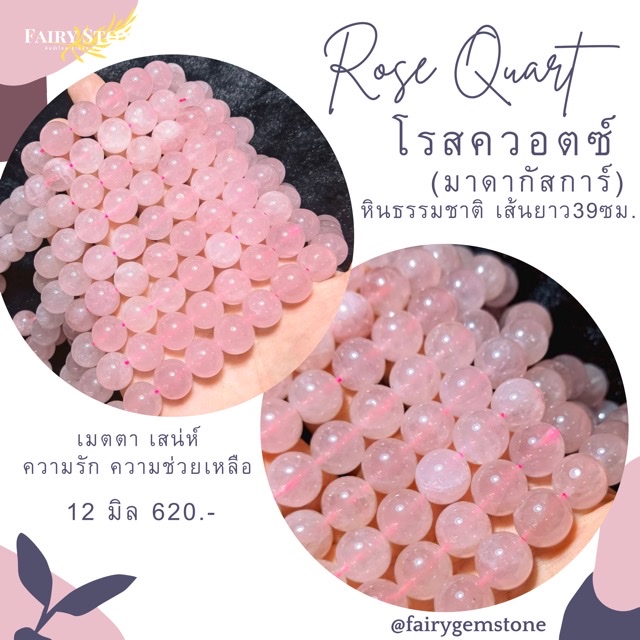 FAIRY STO
Rose Quart
โรสควอตซ์
(มาดากัสการ์)
หินธรรมชาติ เส้นยาว39ซม.
เมตตา เสน่ห์
ความรัก ความช่วยเหลือ
12 มิล 620.-
@fairygemstone